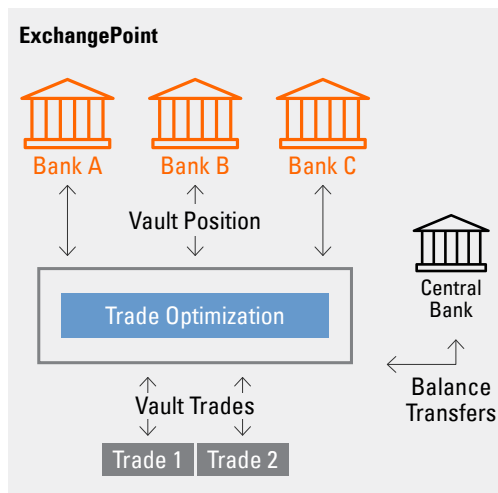 ExchangePoint
Bank A
Bank B
Bank C
Vault Position
Trade Optimization
Central
Bank
Balance
Transfers
Vault Trades
Trade 1
Trade 2